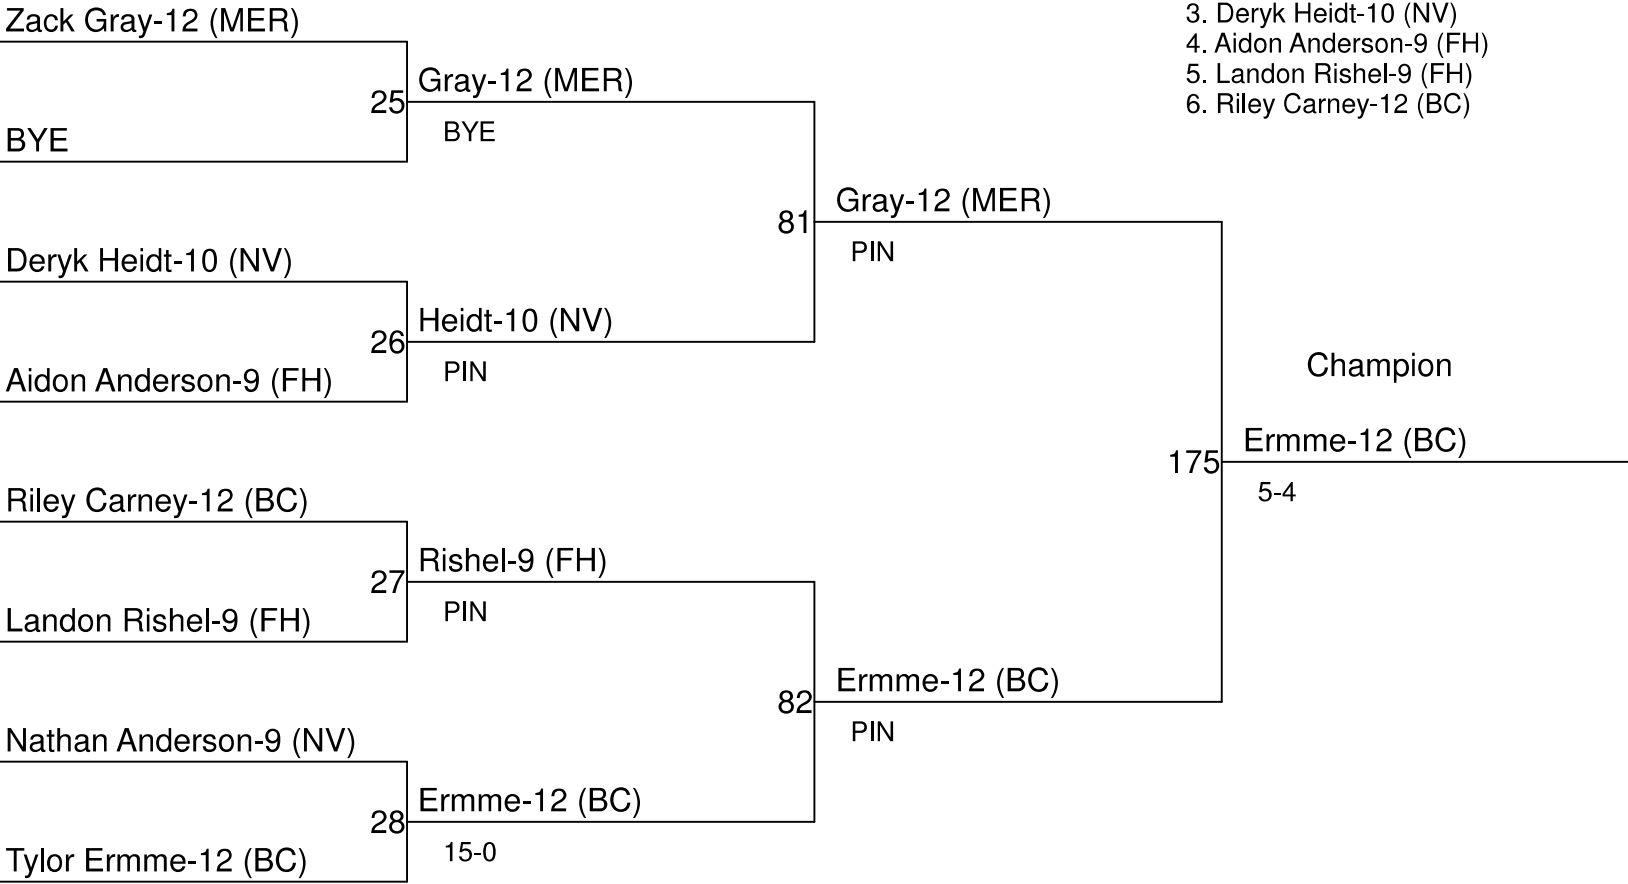 Zack Gray-12 (MER)
BYE
Deryk Heidt-10 (NV)
Aidon Anderson-9 (FH)
Riley Carney-12 (BC)
Landon Rishel-9 (FH)
Nathan Anderson-9 (NV)
Tylor Ermme-12 (BC)
25
Gray-12 (MER)
BYE
26
Heidt-10 (NV)
PIN
27
Rishel-9 (FH)
PIN
28
Ermme-12 (BC)
15-0
81
Gray-12 (MER)
PIN
82
Ermme-12 (BC)
PIN
3. Deryk Heidt-10 (NV)
4. Aidon Anderson-9 (FH)
5. Landon Rishel-9 (FH)
6. Riley Carney-12 (BC)
Champion
175
Ermme-12 (BC)
5-4